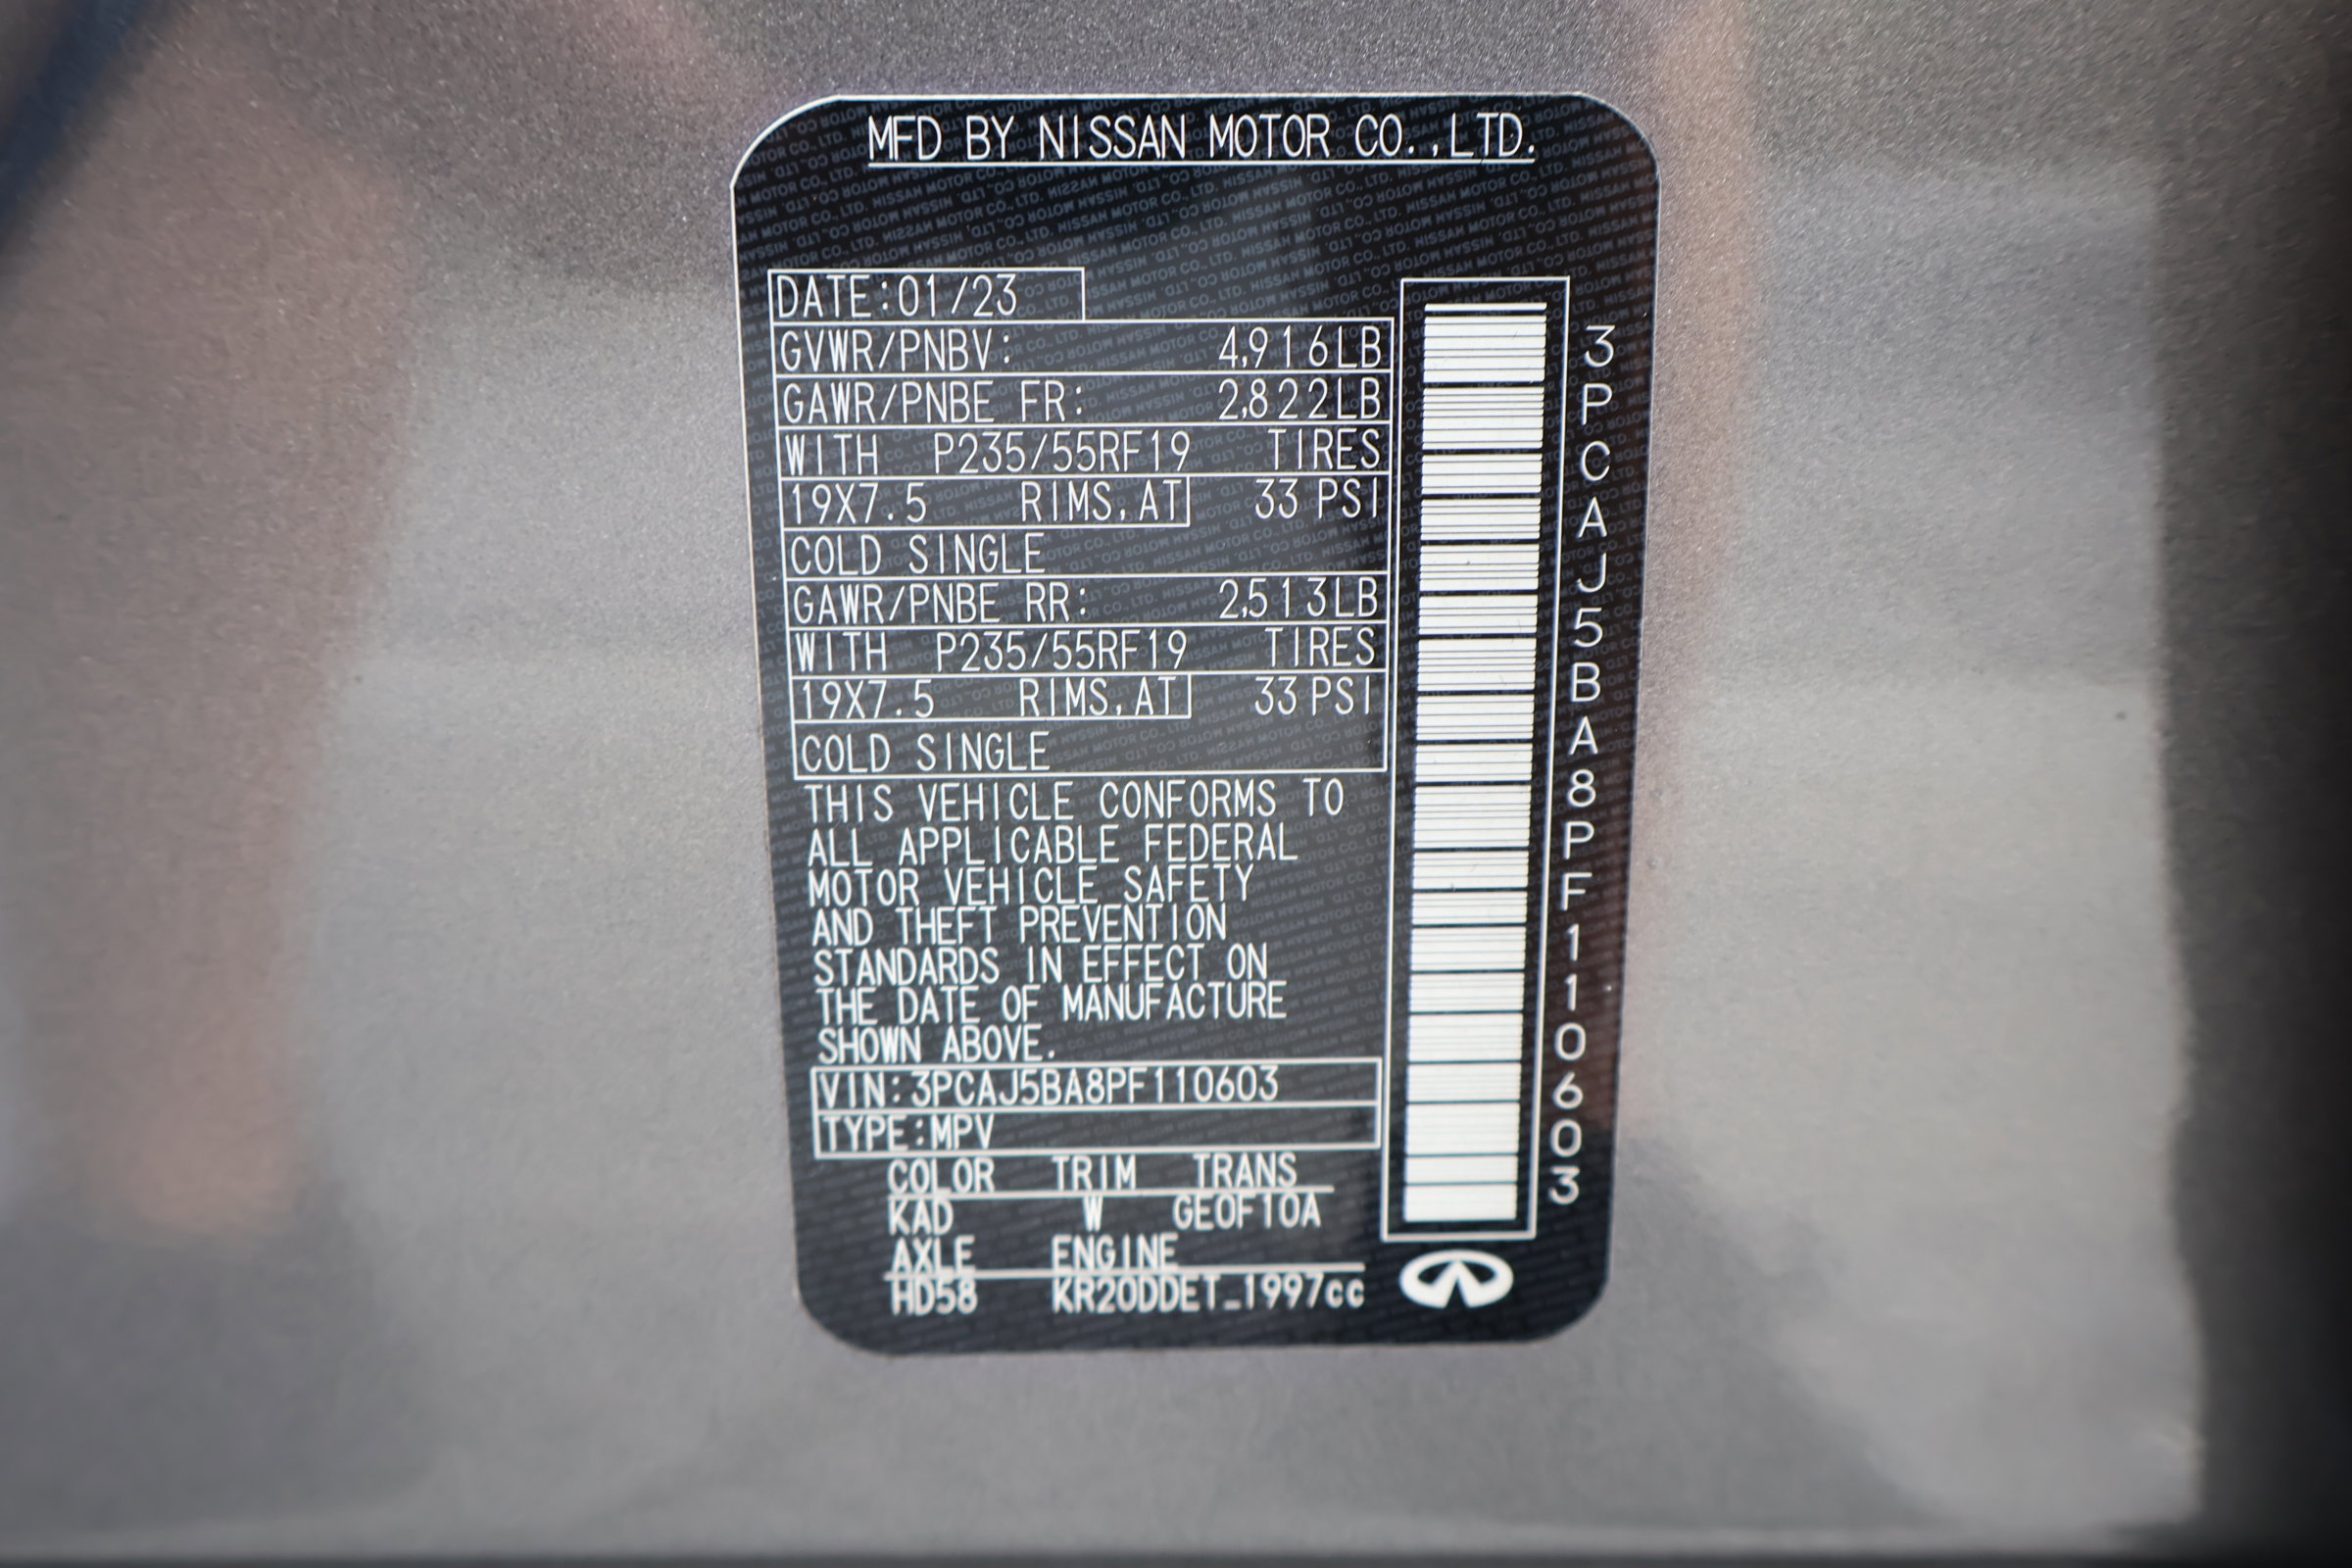 MFD BY NISSAN MOTOR CO.,LTD.
DATE:01/23
GVWR/PNBV: 4,916LB
GAWR/PNBE FR: 2,822LB
WITH P235/55RF19 TIRES
19X7.5 RIMS,AT 33 PSI
COLD SINGLE
GAWR/PNBE RR: 2,513LB
WITH P235/55RF19 TIRES
19X7.5 RIMS,AT 33 PSI
COLD SINGLE
THIS VEHICLE CONFORMS TO
ALL APPLICABLE FEDERAL
MOTOR VEHICLE SAFETY
AND THEFT PREVENTION
STANDARDS IN EFFECT ON
THE DATE OF MANUFACTURE
SHOWN ABOVE.
VIN:3PCAJ5BA8PF110603
TYPE:MPV
COLOR TRIM TRANS
KAD W GE0F10A
AXLE ENGINE
HD58 KR20DDET_1997cc
3PCAJ5BA8PF110603